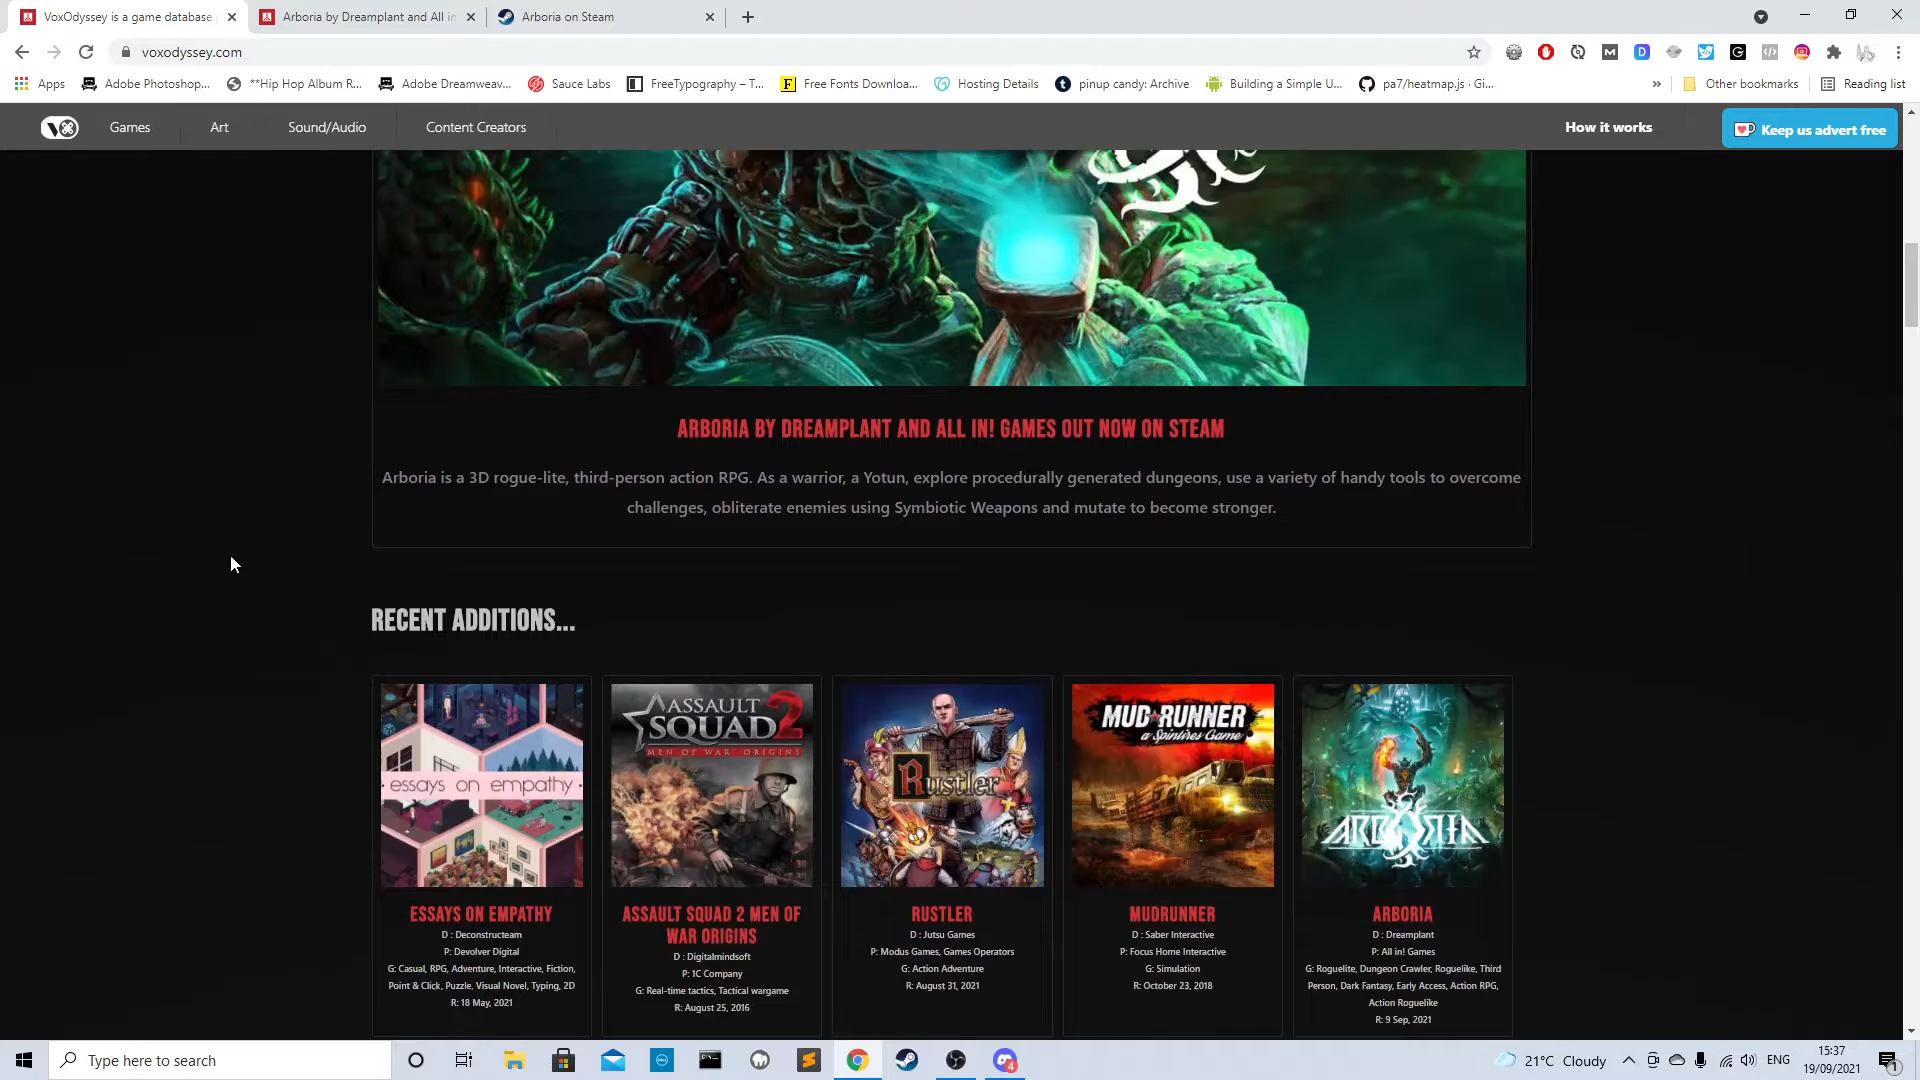 VoxOdyssey is a game database
Arboria by Dreamplant and All in
Arboria on Steam
voxodyssey.com
Apps
Adobe Photoshop...
**Hip Hop Album R...
Adobe Dreamweav...
Sauce Labs
FreeTypography – T...
Free Fonts Downloa...
Hosting Details
pinup candy: Archive
Building a Simple U...
pa7/heatmap.js · Gi...
»
Other bookmarks
Reading list
Games
Art
Sound/Audio
Content Creators
How it works
Keep us advert free
ARBORIA BY DREAMPLANT AND ALL IN! GAMES OUT NOW ON STEAM
Arboria is a 3D rogue-lite, third-person action RPG. As a warrior, a Yotun, explore procedurally generated dungeons, use a variety of handy tools to overcome
challenges, obliterate enemies using Symbiotic Weapons and mutate to become stronger.
RECENT ADDITIONS...
· essays on empathy ·
ESSAYS ON EMPATHY
D : Deconstructeam
P: Devolver Digital
G: Casual, RPG, Adventure, Interactive, Fiction,
Point & Click, Puzzle, Visual Novel, Typing, 2D
R: 18 May, 2021
ASSAULT
SQUAD 2
MEN OF WAR ORIGINS
ASSAULT SQUAD 2 MEN OF
WAR ORIGINS
D : Digitalmindsoft
P: 1C Company
G: Real-time tactics, Tactical wargame
R: August 25, 2016
Rustler
RUSTLER
D : Jutsu Games
P: Modus Games, Games Operators
G: Action Adventure
R: August 31, 2021
MUDRUNNER
a Spintires Game
MUDRUNNER
D : Saber Interactive
P: Focus Home Interactive
G: Simulation
R: October 23, 2018
ARBORIA
ARBORIA
D : Dreamplant
P: All in! Games
G: Roguelite, Dungeon Crawler, Roguelike, Third
Person, Dark Fantasy, Early Access, Action RPG,
Action Roguelike
R: 9 Sep, 2021
Type here to search
4
21°C Cloudy
ENG
15:37
19/09/2021
1